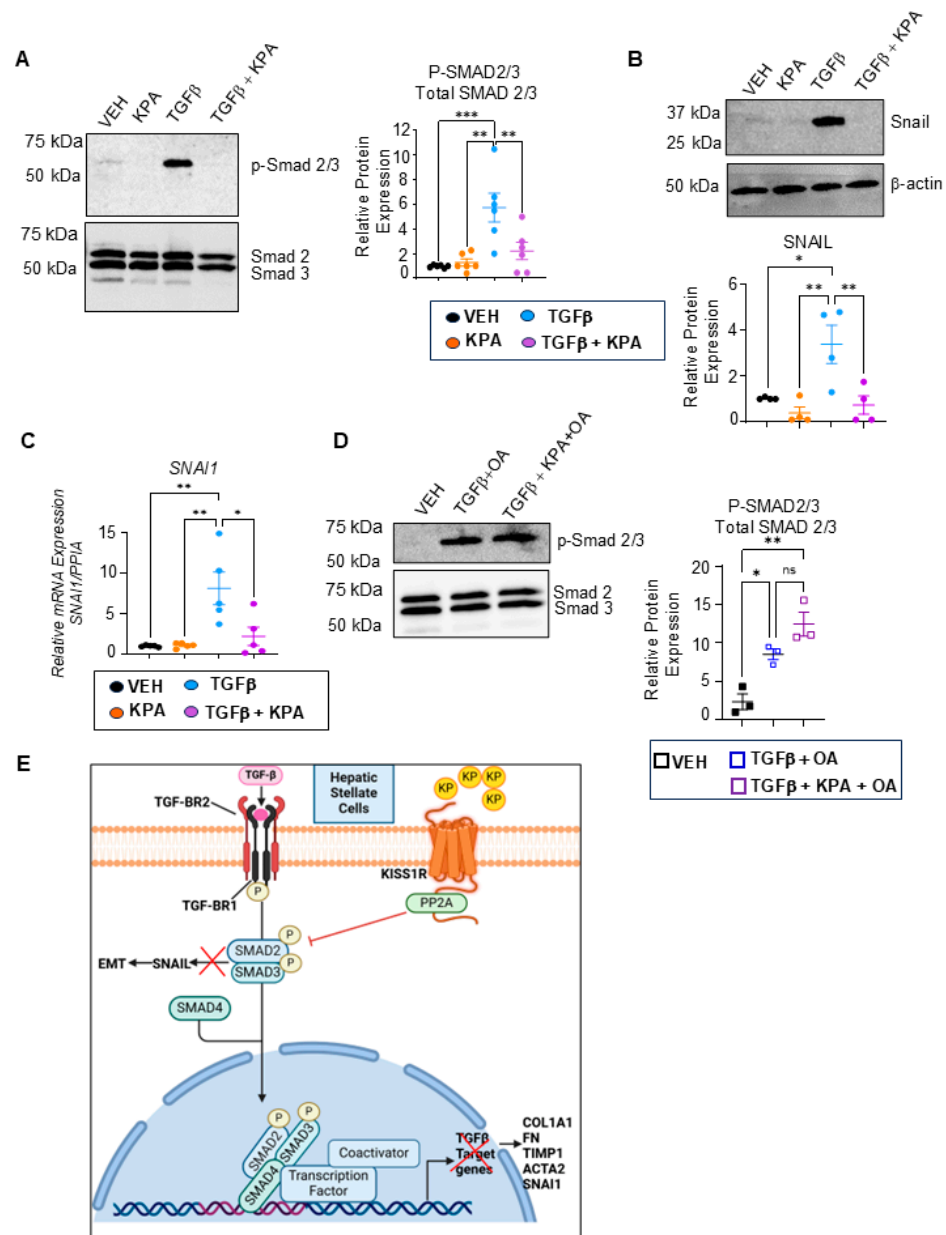 A
VEH
KPA
TGFβ
TGFβ + KPA
75 kDa
50 kDa
p-Smad 2/3
75 kDa
50 kDa
Smad 2
Smad 3
P-SMAD2/3
Total SMAD 2/3
***
** **
Relative Protein
Expression
12
10
8
6
4
2
0
VEH TGFβ
KPA TGFβ + KPA
B
VEH
KPA
TGFβ
TGFβ + KPA
37 kDa
25 kDa
Snail
50 kDa
β-actin
SNAIL
*
** **
Relative Protein
Expression
6
4
2
0
C
SNAI1
**
** *
Relative mRNA Expression
SNAI1/PPIA
15
10
5
0
VEH TGFβ
KPA TGFβ + KPA
D
VEH
TGFβ+OA
TGFβ + KPA+OA
75 kDa
50 kDa
p-Smad 2/3
75 kDa
50 kDa
Smad 2
Smad 3
P-SMAD2/3
Total SMAD 2/3
**
* ns
Relative Protein
Expression
20
15
10
5
0
VEH TGFβ + OA
TGFβ + KPA + OA
E
TGF-β
Hepatic
Stellate
Cells
KP KP
KP
KP
TGF-BR2
KISS1R
TGF-BR1
P
PP2A
P
SMAD2
P
SMAD3
EMT SNAIL
SMAD4
P P
SMAD2
SMAD3
SMAD4
Coactivator
Transcription
Factor
TGFβ
Target
genes
COL1A1
FN
TIMP1
ACTA2
SNAI1